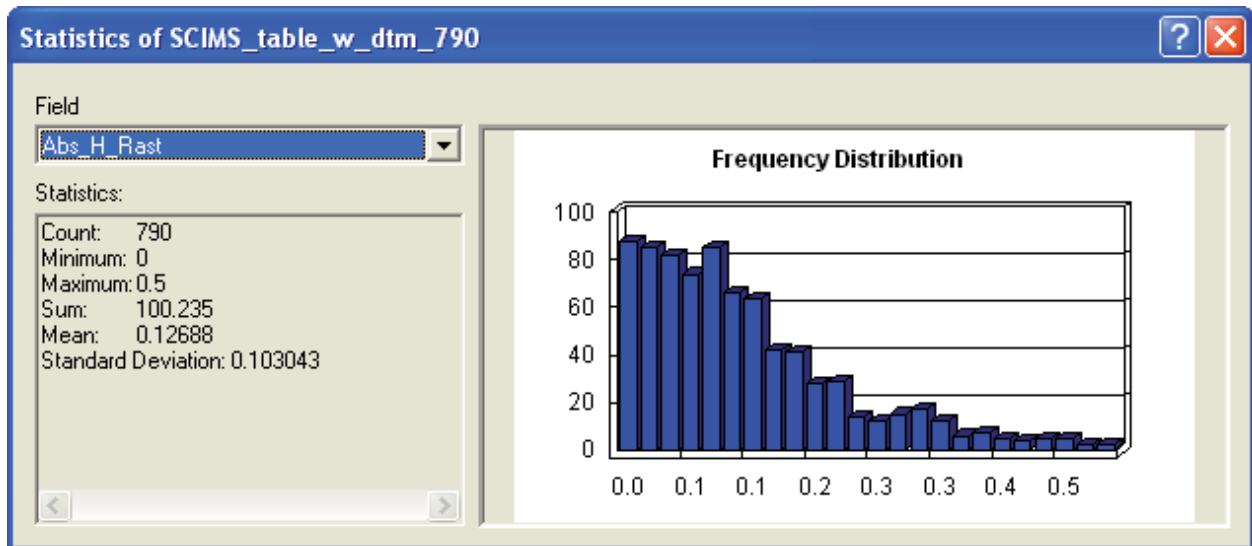 Statistics of SCIMS_table_w_dtm_790
?
Field
Abs_H_Rast
Statistics:
Count: 790
Minimum: 0
Maximum: 0.5
Sum: 100.235
Mean: 0.12688
Standard Deviation: 0.103043
Frequency Distribution
100
80
60
40
20
0
0.0 0.1 0.1 0.2 0.3 0.3 0.4 0.5